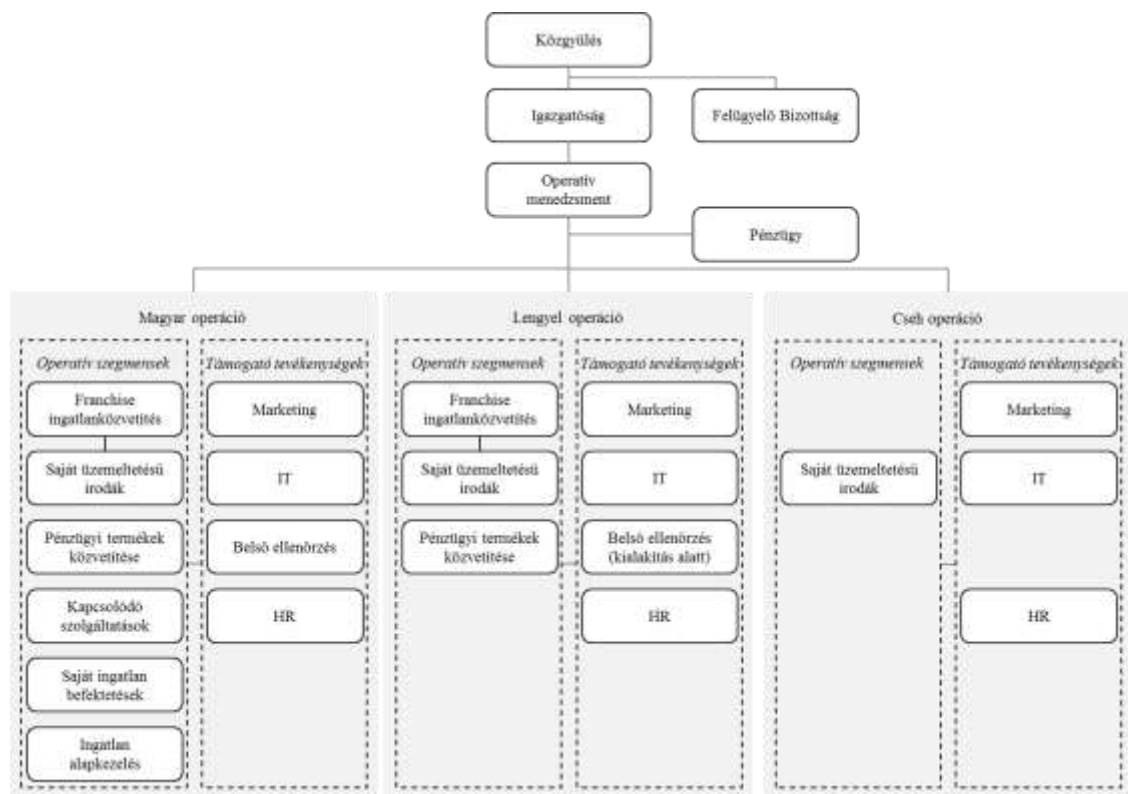 Közgyűlés
Igazgatóság
Felügyelő Bizottság
Operatív
menedzsment
Pénzügy
Magyar operáció
Operatív szegmensek
Támogató tevékenységek
Franchise
ingatlanközvetítés
Marketing
Saját üzemeltetésű
irodák
IT
Pénzügyi termékek
közvetítése
Belső ellenőrzés
Kapcsolódó
szolgáltatások
HR
Saját ingatlan
befektetések
Ingatlan
alapkezelés
Lengyel operáció
Operatív szegmensek
Támogató tevékenységek
Franchise
ingatlanközvetítés
Marketing
Saját üzemeltetésű
irodák
IT
Pénzügyi termékek
közvetítése
Belső ellenőrzés
(kialakítás alatt)
HR
Cseh operáció
Operatív szegmensek
Támogató tevékenységek
Marketing
Saját üzemeltetésű
irodák
IT
HR